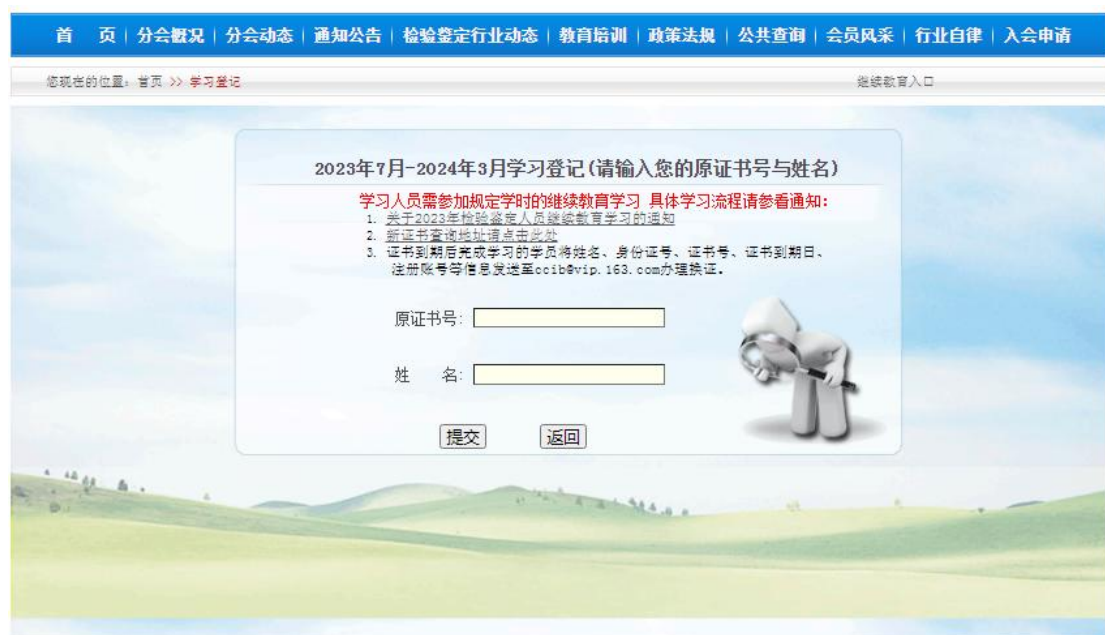 首 页 | 分会概况 | 分会动态 | 通知公告 | 检验鉴定行业动态 | 教育培训 | 政策法规 | 公共查询 | 会员风采 | 行业自律 | 入会申请
您现在的位置：首页 >> 学习登记 继续教育入口
2023年7月-2024年3月学习登记(请输入您的原证书号与姓名)
学习人员需参加规定学时的继续教育学习 具体学习流程请参看通知：
1. 关于2023年检验鉴定人员继续教育学习的通知
2. 新证书查询地址请点击此处
3. 证书到期后完成学习的学员将姓名、身份证号、证书号、证书到期日、
注册账号等信息发送至ccib@vip.163.com办理换证。
原证书号：
姓 名：
提交 返回